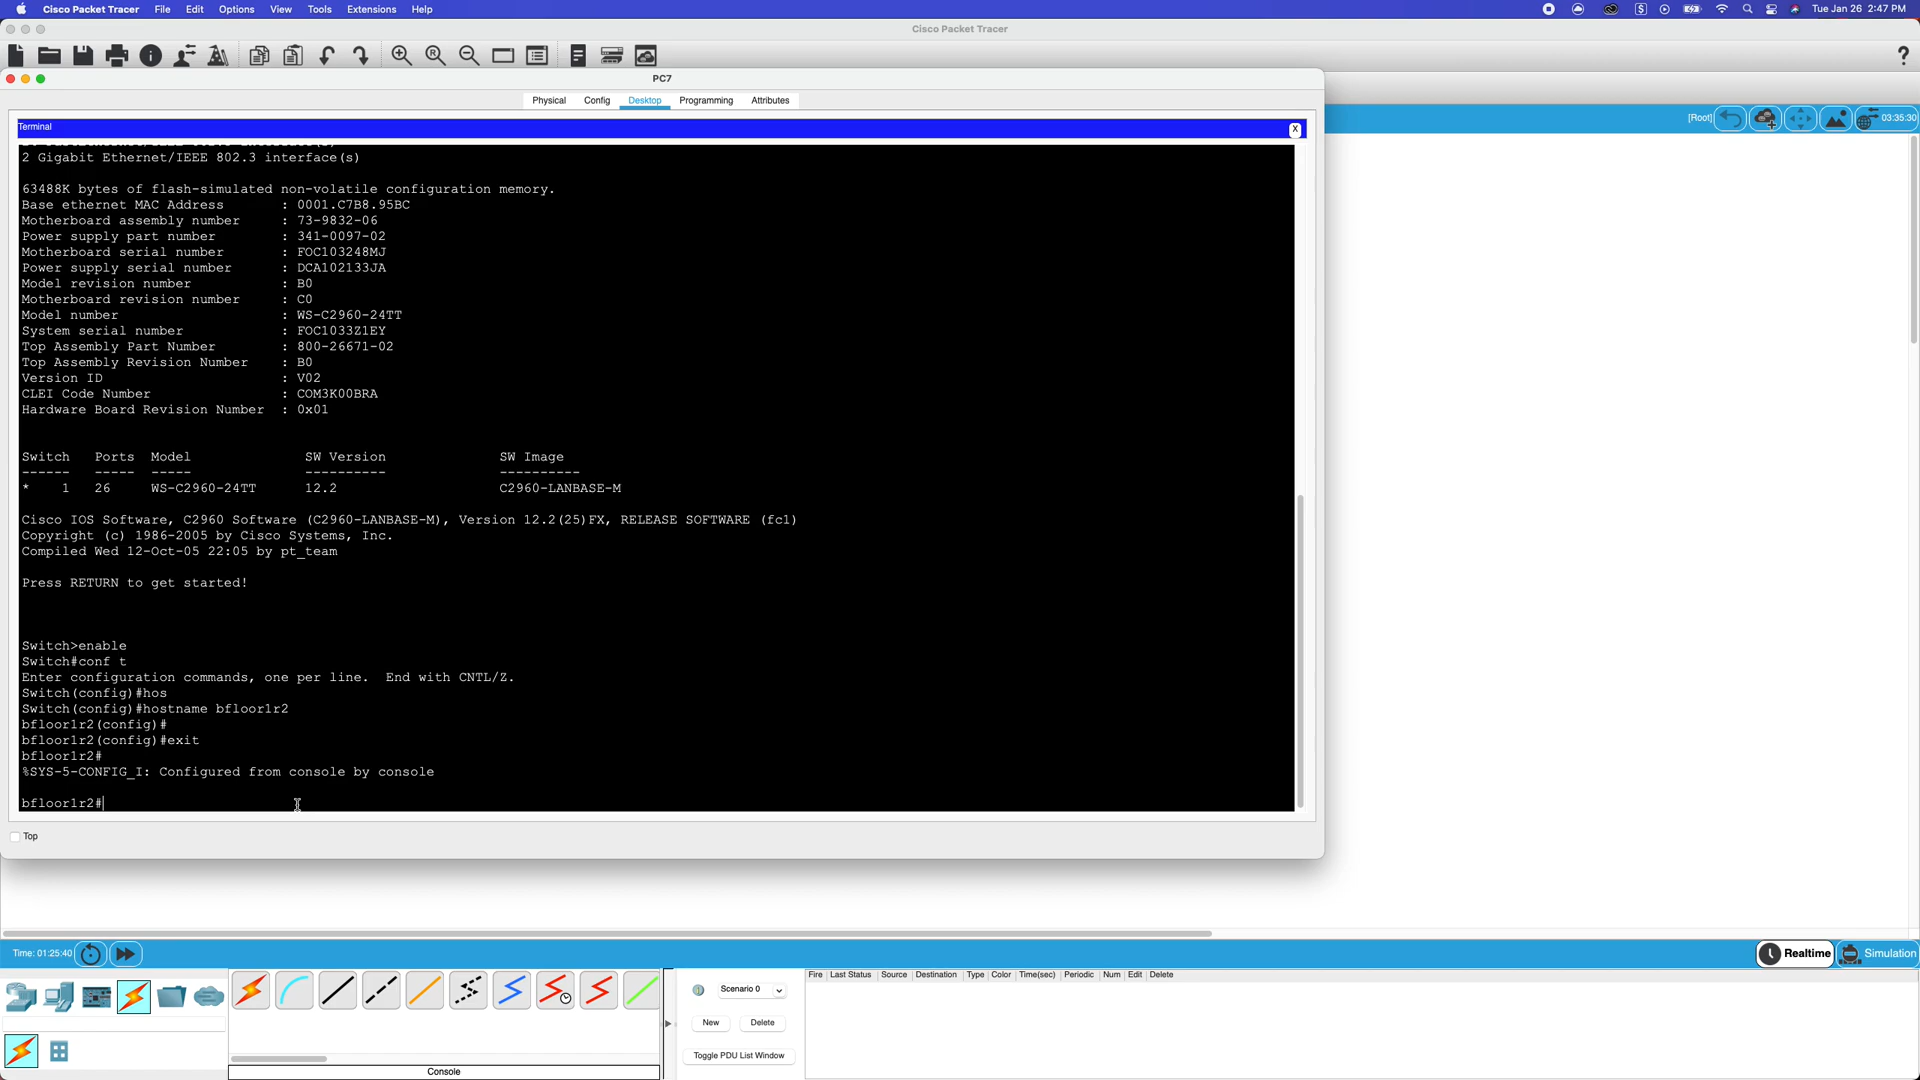 Cisco Packet Tracer File Edit Options View Tools Extensions Help Tue Jan 26 2:47 PM
Cisco Packet Tracer
PC7
Physical Config Desktop Programming Attributes
[Root] 03:35:30
Terminal
X
2 Gigabit Ethernet/IEEE 802.3 interface(s)
63488K bytes of flash-simulated non-volatile configuration memory.
Base ethernet MAC Address : 0001.C7B8.95BC
Motherboard assembly number : 73-9832-06
Power supply part number : 341-0097-02
Motherboard serial number : FOC103248MJ
Power supply serial number : DCA102133JA
Model revision number : B0
Motherboard revision number : C0
Model number : WS-C2960-24TT
System serial number : FOC1033Z1EY
Top Assembly Part Number : 800-26671-02
Top Assembly Revision Number : B0
Version ID : V02
CLEI Code Number : COM3K00BRA
Hardware Board Revision Number : 0x01
Switch Ports Model SW Version SW Image
------ ----- ----- ---------- ----------
* 1 26 WS-C2960-24TT 12.2 C2960-LANBASE-M
Cisco IOS Software, C2960 Software (C2960-LANBASE-M), Version 12.2(25)FX, RELEASE SOFTWARE (fc1)
Copyright (c) 1986-2005 by Cisco Systems, Inc.
Compiled Wed 12-Oct-05 22:05 by pt_team
Press RETURN to get started!
Switch>enable
Switch#conf t
Enter configuration commands, one per line. End with CNTL/Z.
Switch(config)#hos
Switch(config)#hostname bfloor1r2
bfloor1r2(config)#
bfloor1r2(config)#exit
bfloor1r2#
%SYS-5-CONFIG_I: Configured from console by console
bfloor1r2#
Top
Time: 01:25:40
Realtime Simulation
Fire Last Status Source Destination Type Color Time(sec) Periodic Num Edit Delete
Scenario 0
New Delete
Toggle PDU List Window
Console